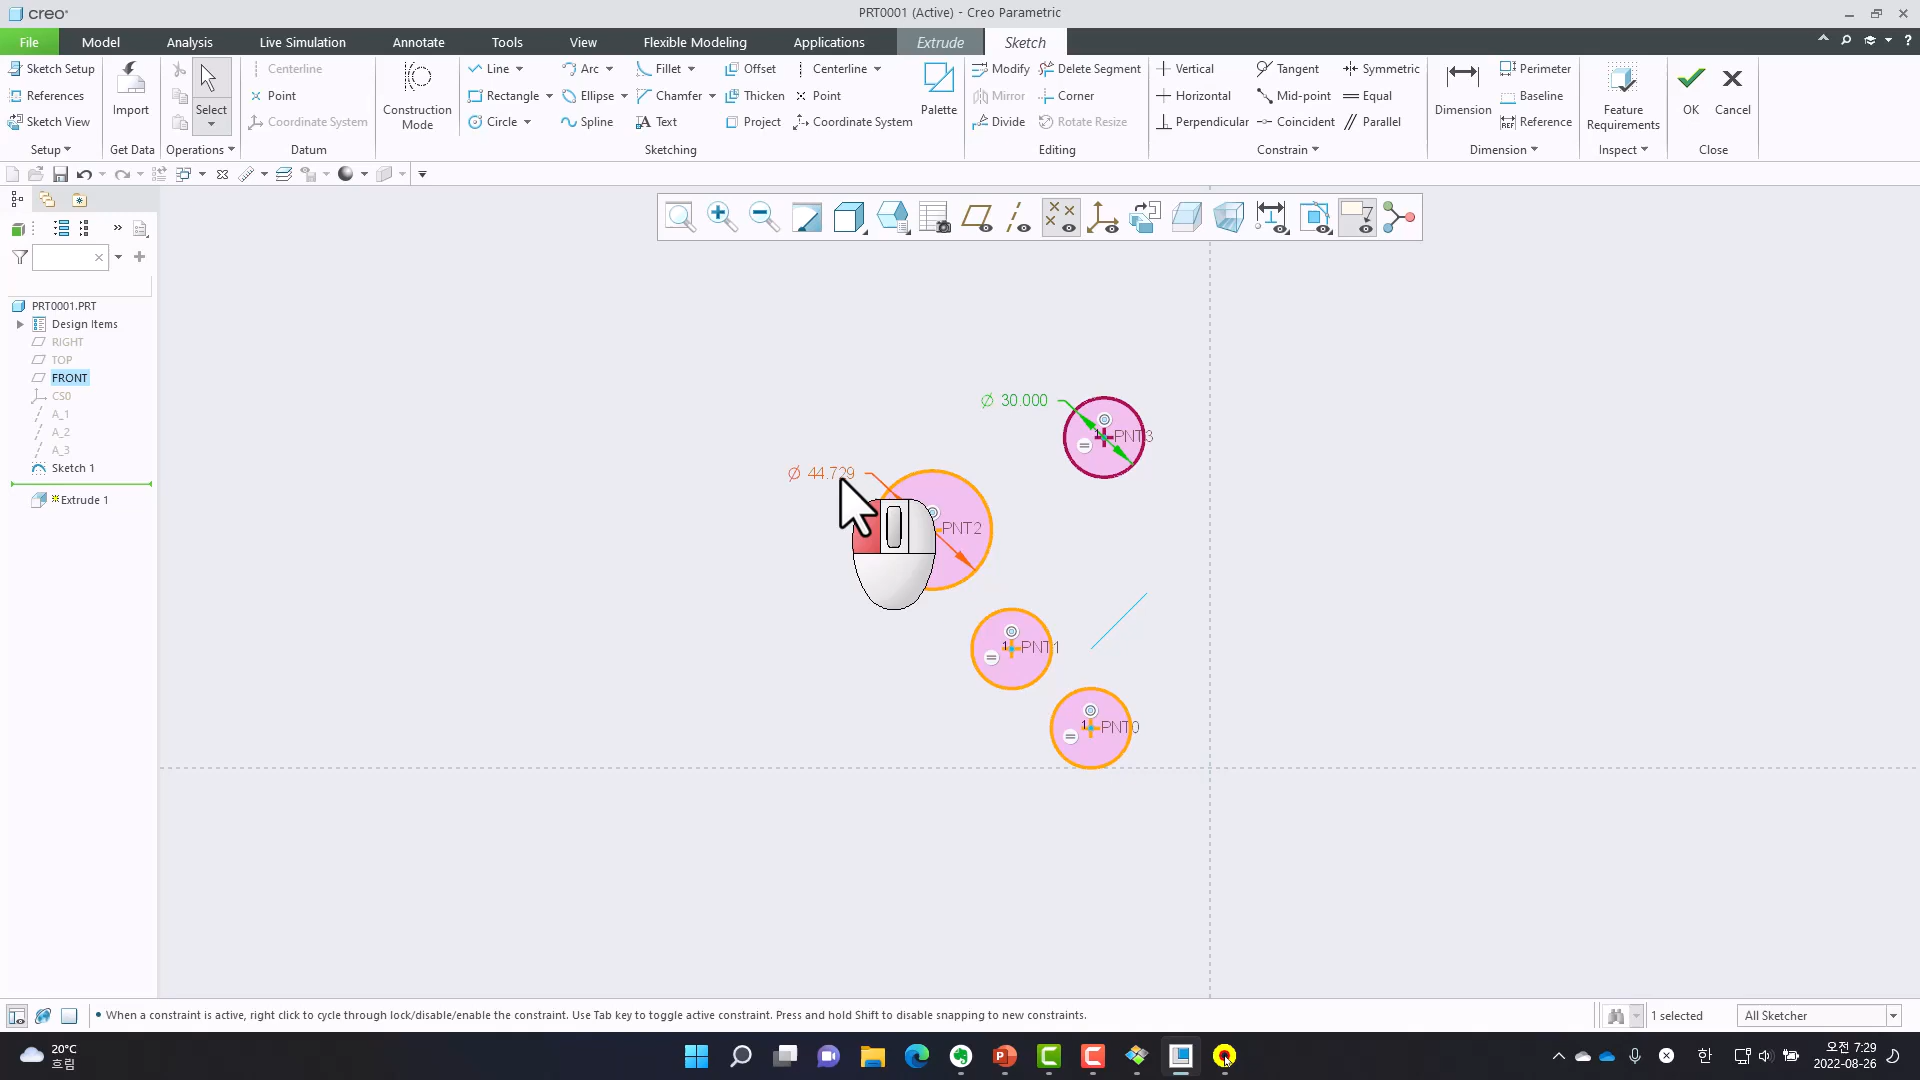 creo
PRT0001 (Active) - Creo Parametric
File Model Analysis Live Simulation Annotate Tools View Flexible Modeling Applications Extrude Sketch
Sketch Setup
References
Sketch View
Setup
Import
Get Data
Select
Operations
Centerline
Point
Coordinate System
Datum
Construction Mode
Line Arc Fillet Offset Centerline
Rectangle Ellipse Chamfer Thicken Point
Circle Spline Text Project Coordinate System
Palette
Sketching
Modify Delete Segment
Mirror Corner
Divide Rotate Resize
Editing
Vertical Tangent Symmetric
Horizontal Mid-point Equal
Perpendicular Coincident Parallel
Constrain
Dimension
Perimeter
Baseline
Reference
Dimension
Feature Requirements
Inspect
OK
Cancel
Close
PRT0001.PRT
Design Items
RIGHT
TOP
FRONT
CS0
A_1
A_2
A_3
Sketch 1
Extrude 1
Ø 30.000
PNT3
Ø 44.729
PNT2
PNT1
PNT0
When a constraint is active, right click to cycle through lock/disable/enable the constraint. Use Tab key to toggle active constraint. Press and hold Shift to disable snapping to new constraints.
1 selected
All Sketcher
20°C
흐림
한
오전 7:29
2022-08-26